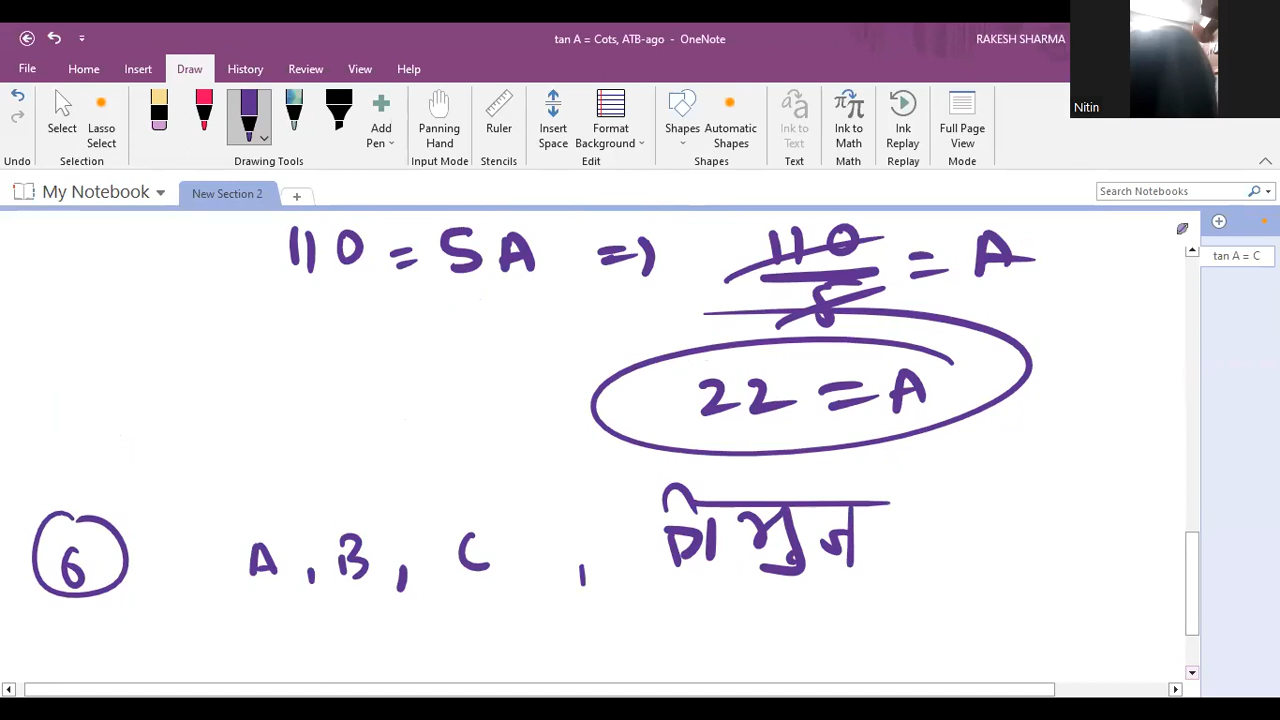 tan A = Cots, ATB-ago - OneNote
RAKESH SHARMA
File Home Insert Draw History Review View Help
Nitin
Undo
Select
Lasso Select
Selection
Add Pen
Drawing Tools
Panning Hand
Input Mode
Ruler
Stencils
Insert Space
Format Background
Edit
Shapes
Automatic Shapes
Shapes
Ink to Text
Text
Ink to Math
Math
Ink Replay
Replay
Full Page View
Mode
My Notebook
New Section 2
Search Notebooks
tan A = C
110 = 5A => 110/5 = A
22 = A
6 A, B, C, त्रिभुज